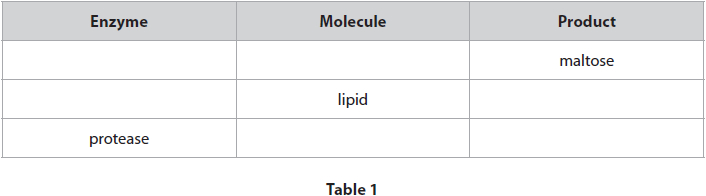 Enzyme Molecule Product
maltose
lipid
protease
Table 1